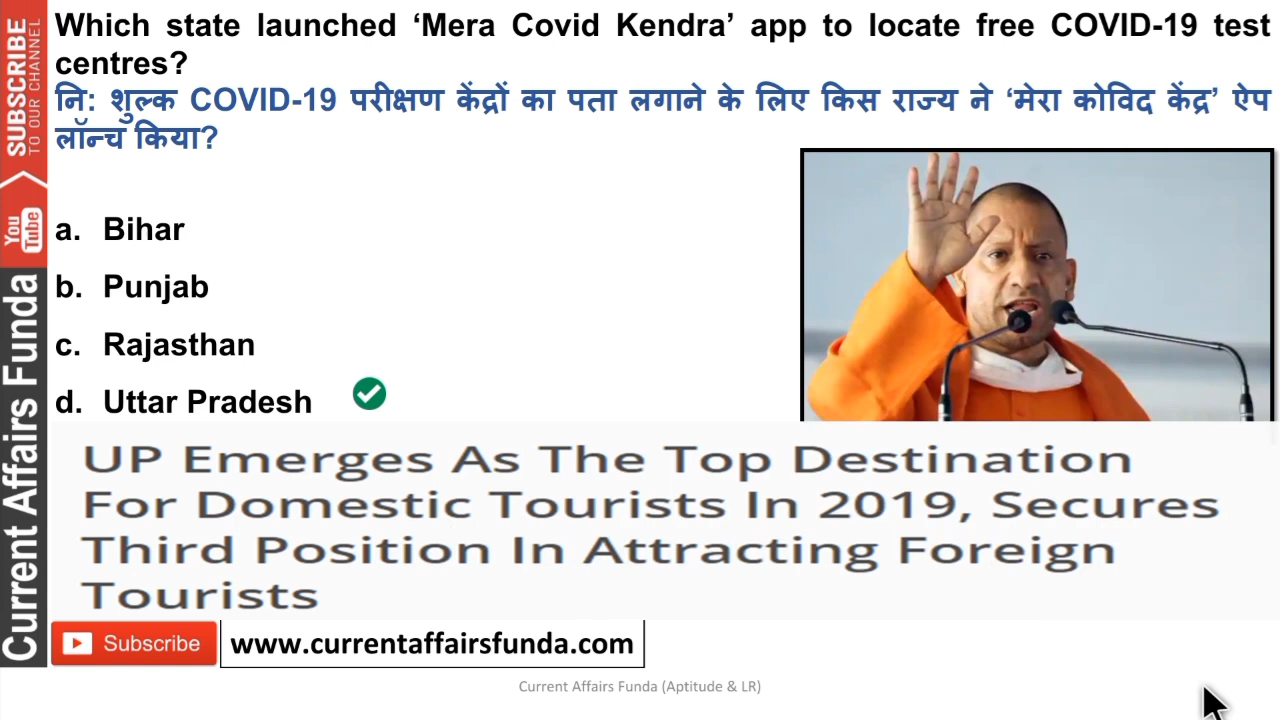 Which state launched ‘Mera Covid Kendra’ app to locate free COVID-19 test
centres?
नि: शुल्क COVID-19 परीक्षण केंद्रों का पता लगाने के लिए किस राज्य ने ‘मेरा कोविद केंद्र’ ऐप
लॉन्च किया?
a. Bihar
b. Punjab
c. Rajasthan
d. Uttar Pradesh
UP Emerges As The Top Destination
For Domestic Tourists In 2019, Secures
Third Position In Attracting Foreign
Tourists
Subscribe
www.currentaffairsfunda.com
Current Affairs Funda (Aptitude & LR)
SUBSCRIBE
TO OUR CHANNEL
You
Tube
Current Affairs Funda